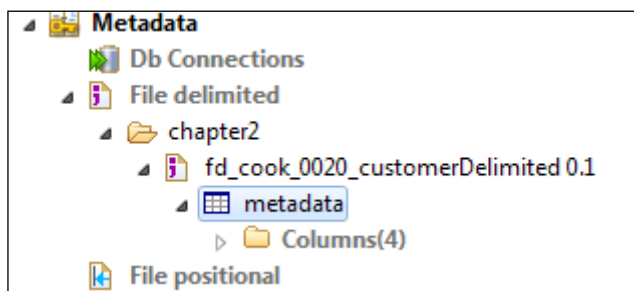 Metadata
Db Connections
File delimited
chapter2
fd_cook_0020_customerDelimited 0.1
metadata
Columns(4)
File positional